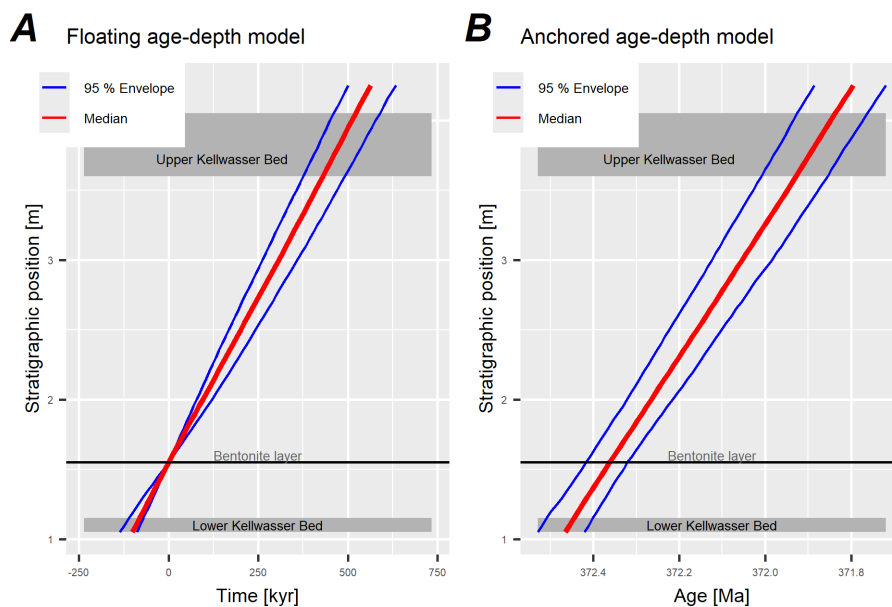 A Floating age-depth model
95 % Envelope
Median
Upper Kellwasser Bed
Bentonite layer
Lower Kellwasser Bed
Stratigraphic position [m]
3
2
1
-250 0 250 500 750
Time [kyr]
B Anchored age-depth model
95 % Envelope
Median
Upper Kellwasser Bed
Bentonite layer
Lower Kellwasser Bed
Stratigraphic position [m]
3
2
1
372.4 372.2 372.0 371.8
Age [Ma]